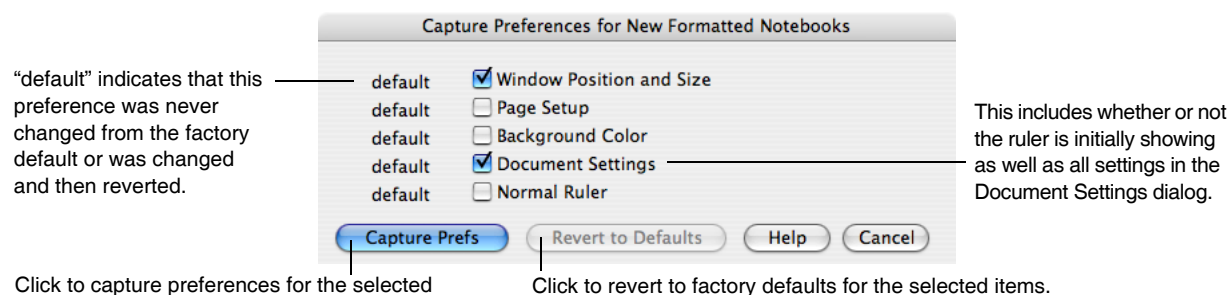 Capture Preferences for New Formatted Notebooks
“default” indicates that this
preference was never
changed from the factory
default or was changed
and then reverted.
default Window Position and Size
default Page Setup
default Background Color
default Document Settings
default Normal Ruler
This includes whether or not
the ruler is initially showing
as well as all settings in the
Document Settings dialog.
Capture Prefs Revert to Defaults Help Cancel
Click to capture preferences for the selected
Click to revert to factory defaults for the selected items.